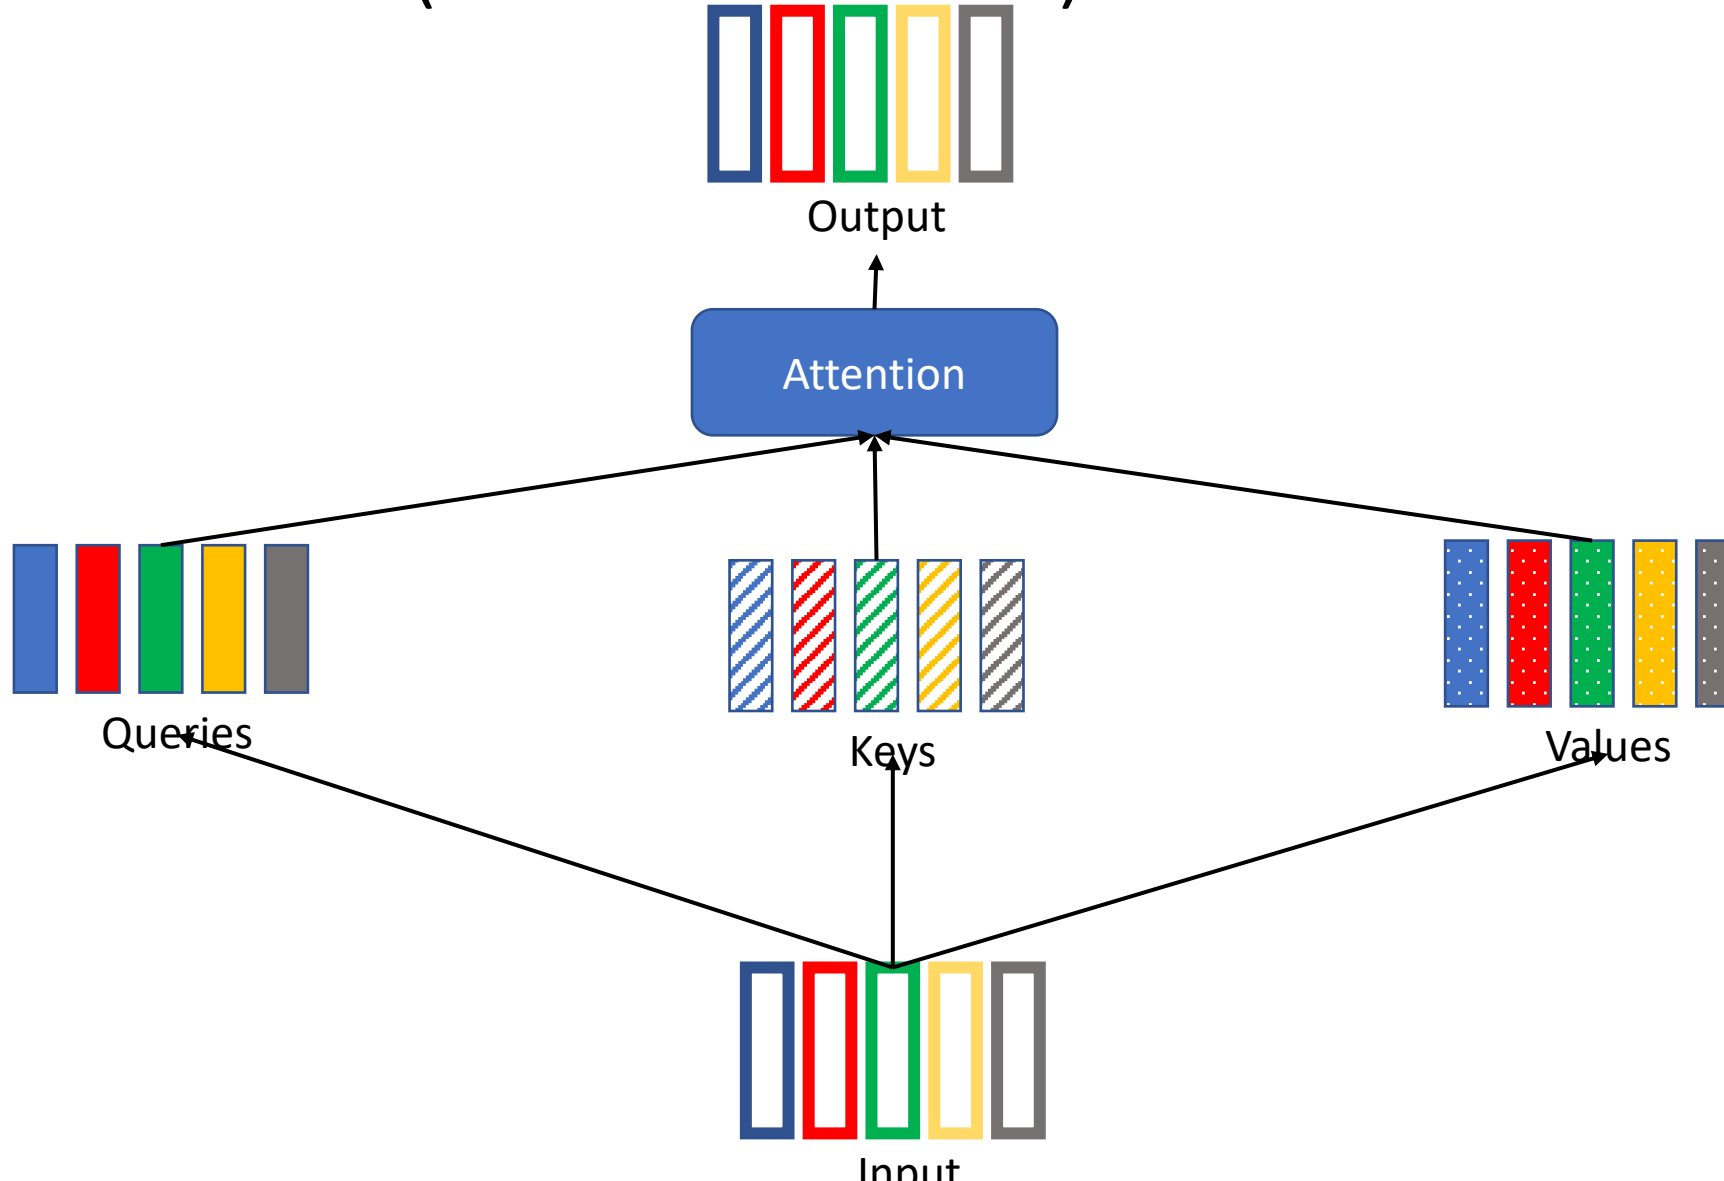 Output
Attention
Queries
Keys
Values
Input